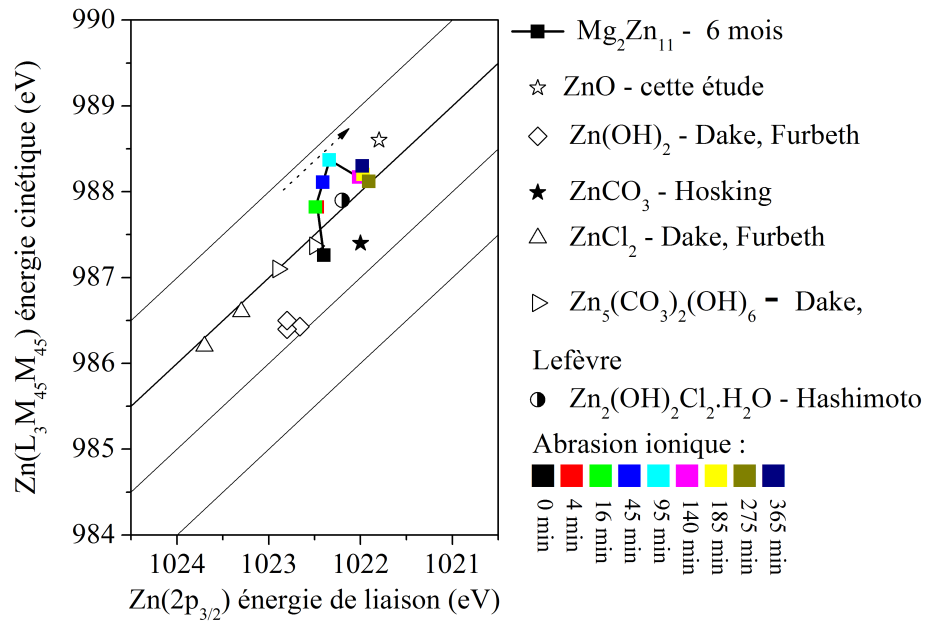 990
989
988
987
986
985
984
Zn(L₃M₄₅M₄₅) énergie cinétique (eV)
1024
1023
1022
1021
Zn(2p₃/₂) énergie de liaison (eV)
Mg₂Zn₁₁ - 6 mois
ZnO - cette étude
Zn(OH)₂ - Dake, Furbeth
ZnCO₃ - Hosking
ZnCl₂ - Dake, Furbeth
Zn₅(CO₃)₂(OH)₆ - Dake,
Lefèvre
Zn₂(OH)₂Cl₂.H₂O - Hashimoto
Abrasion ionique :
0 min
4 min
16 min
45 min
95 min
140 min
185 min
275 min
365 min